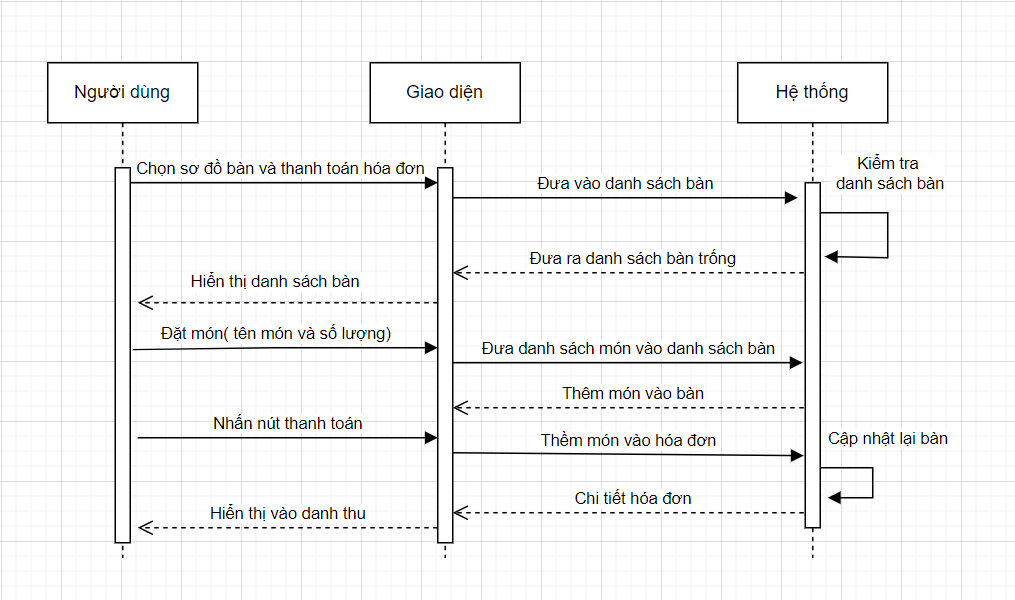 Người dùng
Giao diện
Hệ thống
Chọn sơ đồ bàn và thanh toán hóa đơn
Đưa vào danh sách bàn
Kiểm tra
danh sách bàn
Đưa ra danh sách bàn trống
Hiển thị danh sách bàn
Đặt món( tên món và số lượng)
Đưa danh sách món vào danh sách bàn
Thêm món vào bàn
Nhấn nút thanh toán
Thềm món vào hóa đơn
Cập nhật lại bàn
Chi tiết hóa đơn
Hiển thị vào danh thu